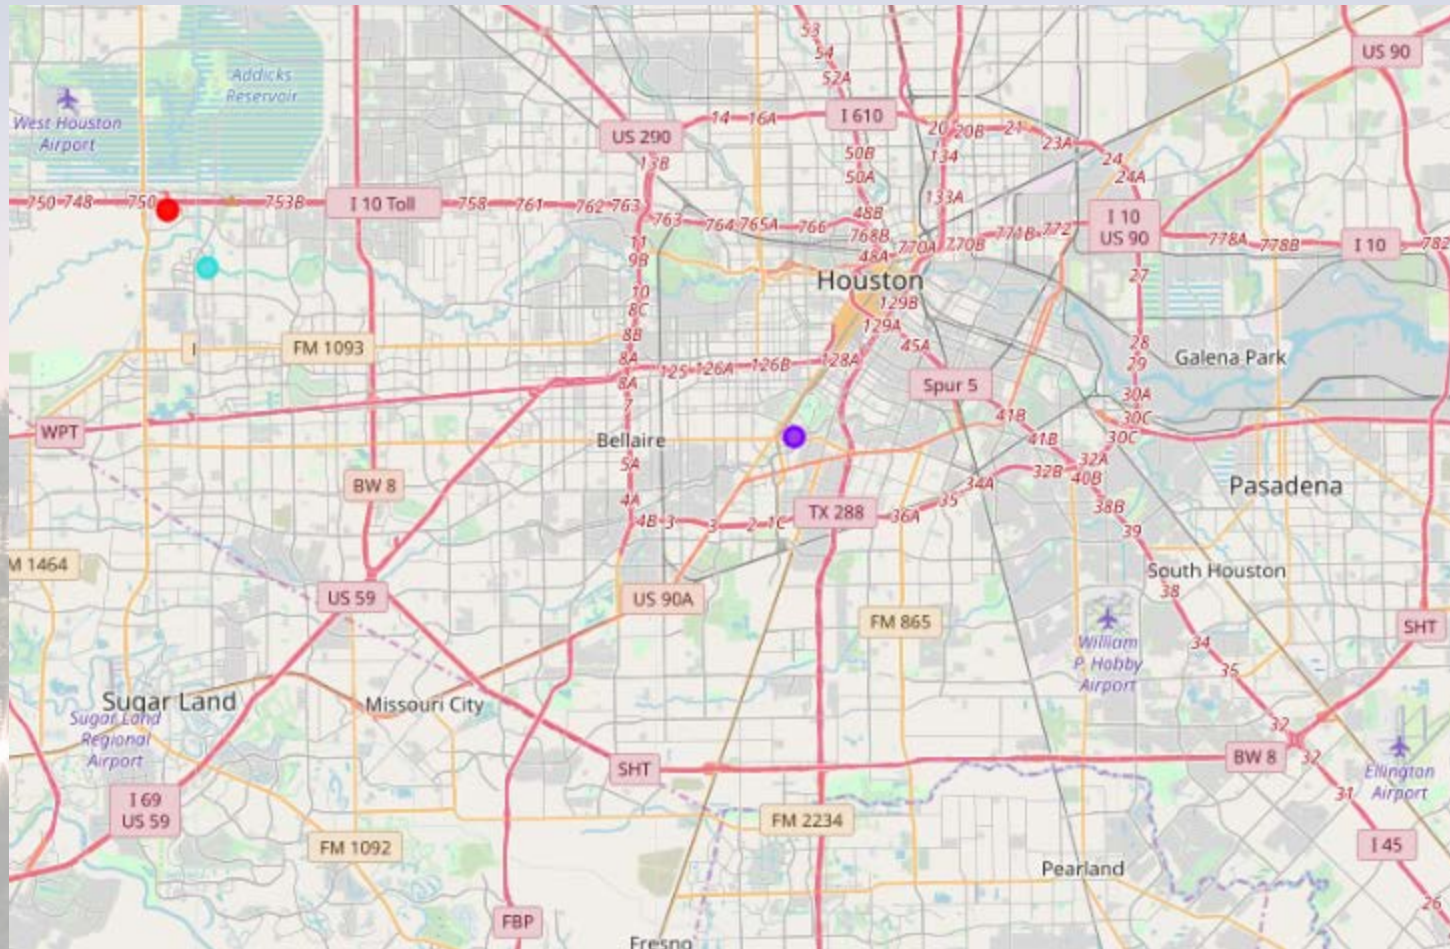 53
54
Addicks
Reservoir
US 90
52A
West Houston
Airport
14
16A
I 610
20
20B
21
US 290
23A
13B
50B
134
24
50A
24A
133A
750
748
750
753B
I 10 Toll
758
761
762
763
763
764
765A
766
48B
768B
770A
770B
771B
772
I 10
US 90
778A
778B
I 10
782
11
9B
48A
Houston
27
10
8C
129B
129A
8B
45A
28
I
FM 1093
8A
125
126A
126B
128A
29
Galena Park
8A
Spur 5
30A
7
41B
30C
WPT
Bellaire
41B
30C
5A
32A
32B
40B
BW 8
34A
Pasadena
4A
35
38B
4B
3
3
2
1C
TX 288
36A
39
M 1464
South Houston
US 59
US 90A
38
FM 865
SHT
William
P Hobby
Airport
34
35
Sugar Land
Missouri City
Sugar Land
Regional
Airport
32
32
SHT
BW 8
Ellington
Airport
31
I 69
US 59
FM 2234
FM 1092
I 45
Pearland
26
FBP
Fresno